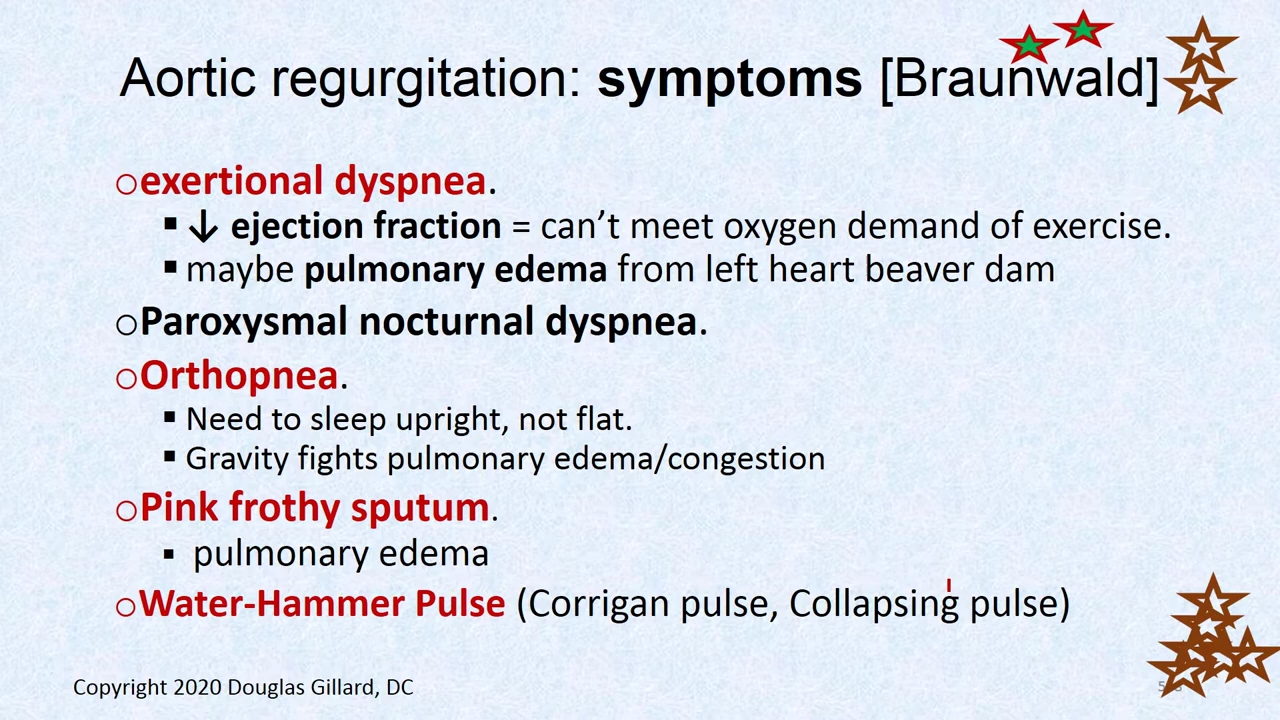 Aortic regurgitation: symptoms [Braunwald]
○exertional dyspnea.
▪ ↓ ejection fraction = can't meet oxygen demand of exercise.
▪ maybe pulmonary edema from left heart beaver dam
○Paroxysmal nocturnal dyspnea.
○Orthopnea.
▪ Need to sleep upright, not flat.
▪ Gravity fights pulmonary edema/congestion
○Pink frothy sputum.
▪ pulmonary edema
○Water-Hammer Pulse (Corrigan pulse, Collapsing pulse)
Copyright 2020 Douglas Gillard, DC